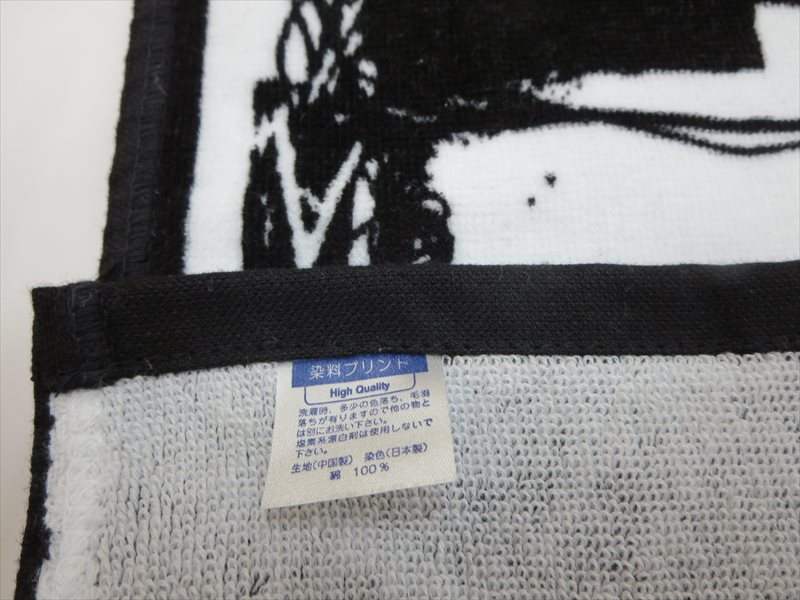 染料プリント
High Quality
洗濯時、多少の色落ち、毛羽
落ちが有りますので他の物と
は別にお洗い下さい。
塩素系漂白剤は使用しないで
下さい。
生地(中国製) 染色(日本製)
綿 100%